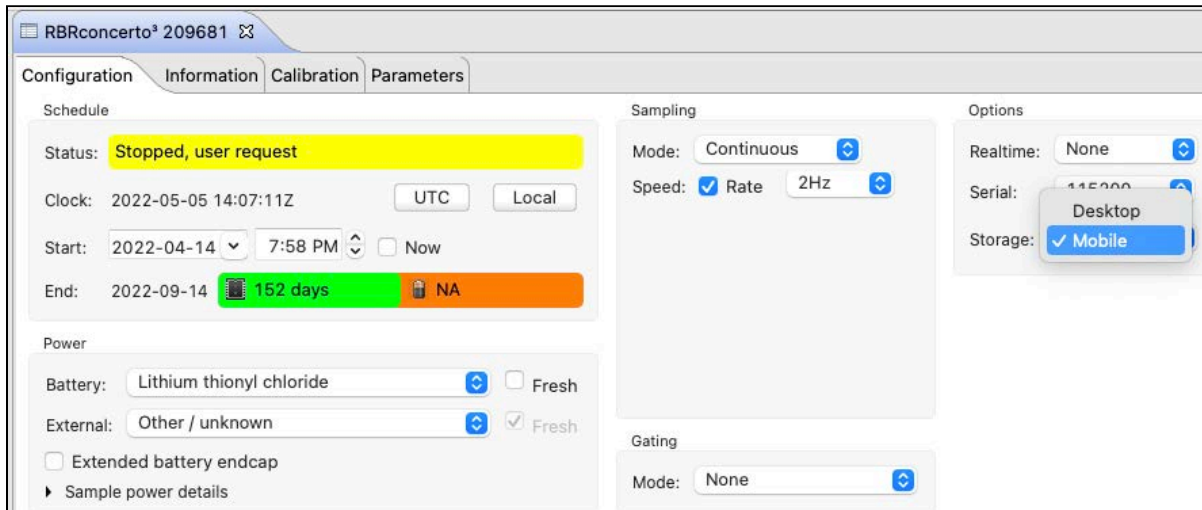 RBRconcerto³ 209681
Configuration Information Calibration Parameters
Schedule
Status: Stopped, user request
Clock: 2022-05-05 14:07:11Z UTC Local
Start: 2022-04-14 7:58 PM Now
End: 2022-09-14 152 days NA
Power
Battery: Lithium thionyl chloride Fresh
External: Other / unknown Fresh
Extended battery endcap
Sample power details
Sampling
Mode: Continuous
Speed: Rate 2Hz
Gating
Mode: None
Options
Realtime: None
Serial: 115200
Desktop
Storage: ✓ Mobile